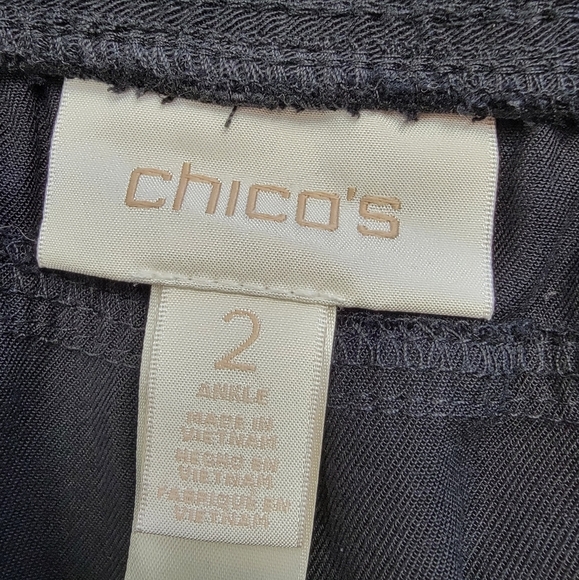 chico's
2
ANKLE
MADE IN
VIETNAM
HECHO EN
VIETNAM
FABRIQUE EN
VIETNAM